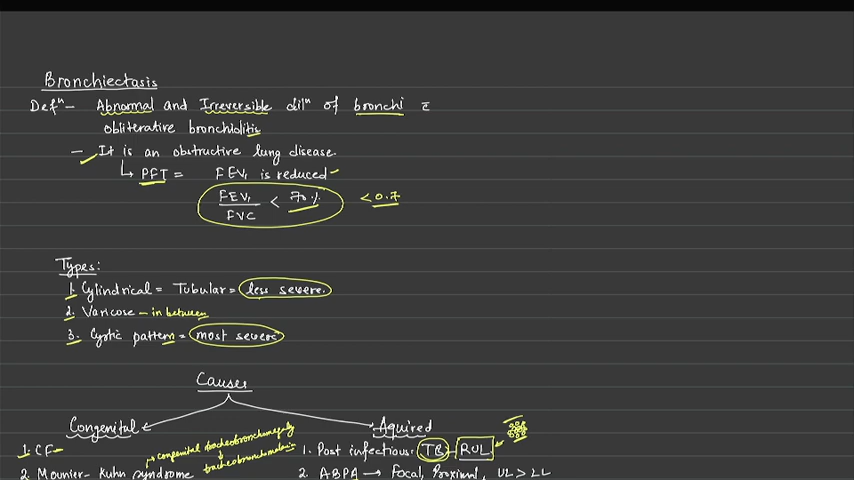 Bronchiectasis
Defⁿ - Abnormal and Irreversible dilⁿ of bronchi c̄
obliterative bronchiolitis
- It is an obstructive lung disease.
↳ PFT = FEV₁ is reduced -
FEV₁ / FVC < 70% < 0.7
Types:
1. Cylindrical = Tubular = less severe.
2. Varicose - in between
3. Cystic pattern = most severe
Causes
Congenital Aquired
1. CF - congenital tracheobronchomegaly 1. Post infectious: TB - RUL
2. Mounier-Kuhn syndrome tracheobronchomalacia 2. ABPA → Focal, Proximal, UL > LL